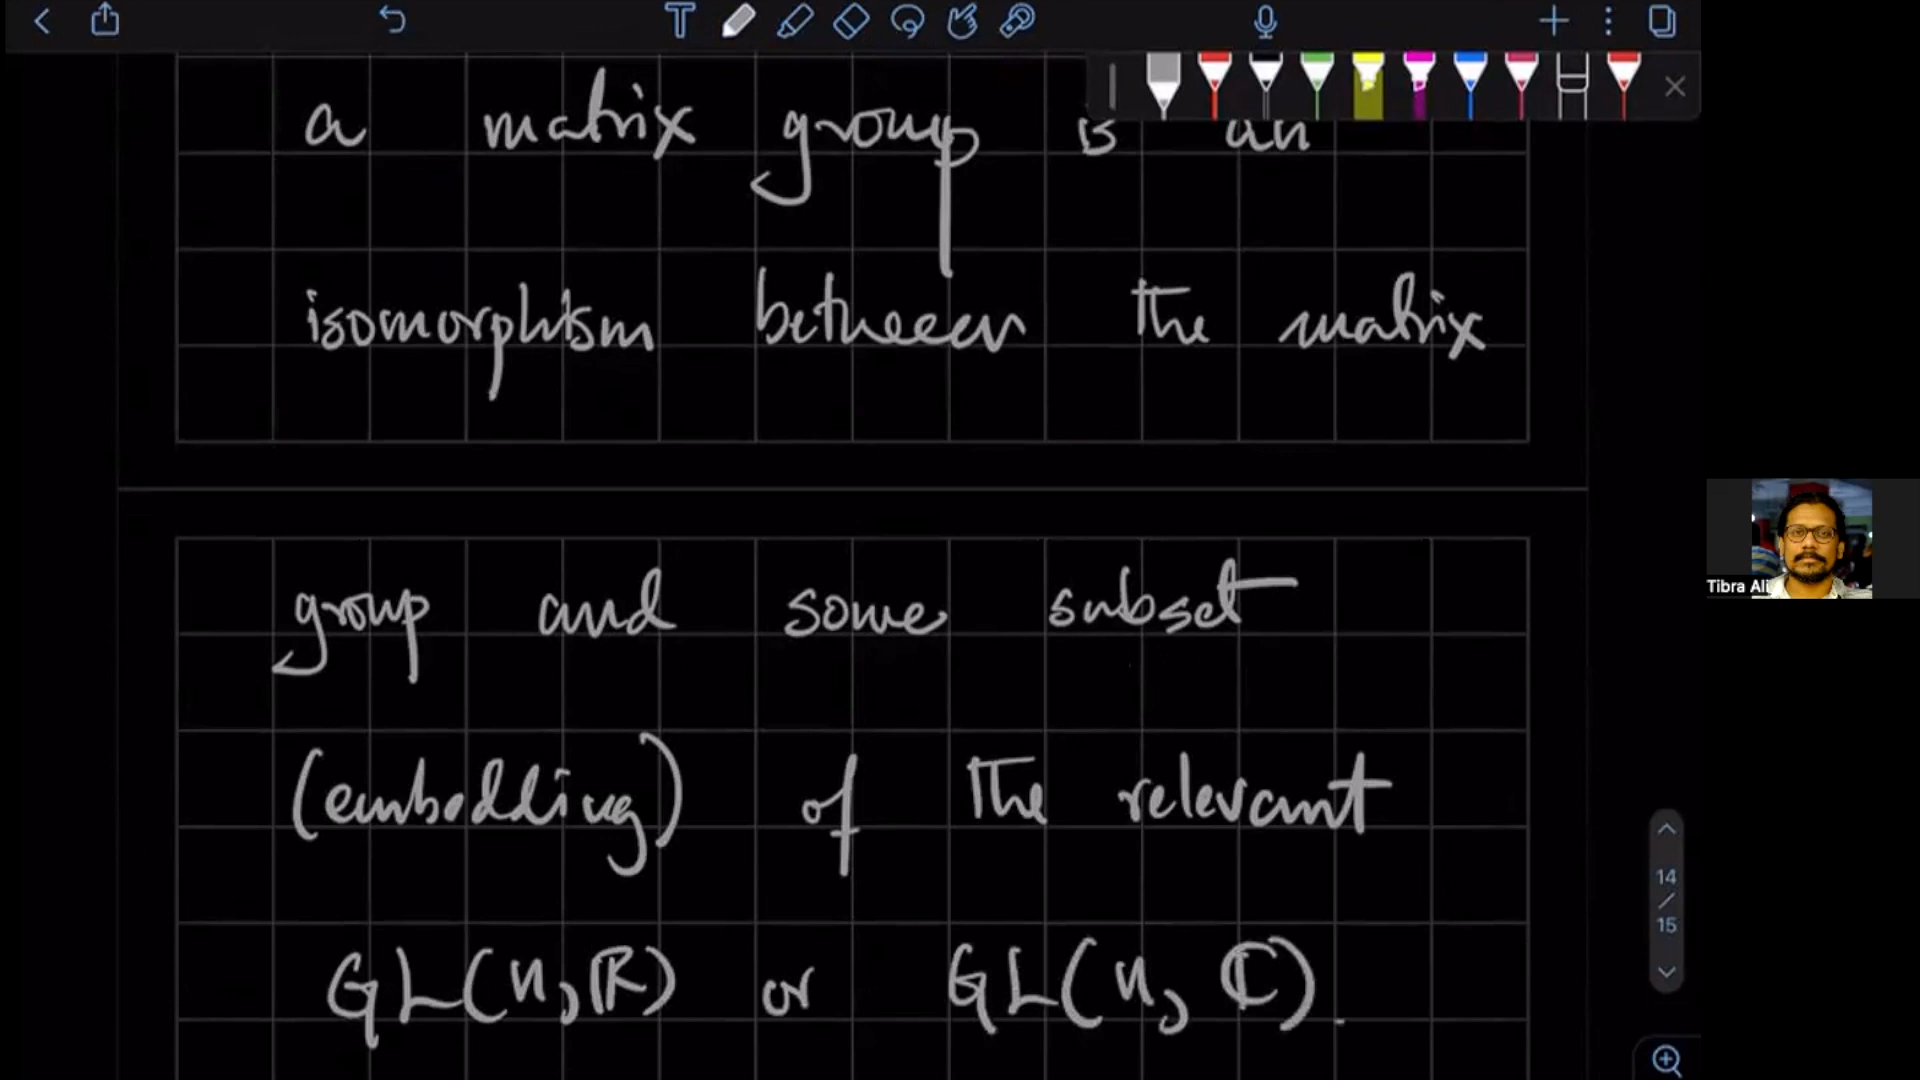 a matrix group is an
isomorphism between the matrix
group and some subset
(embedding) of the relevant
GL(n, ℝ) or GL(n, ℂ).
Tibra Ali
14
/
15